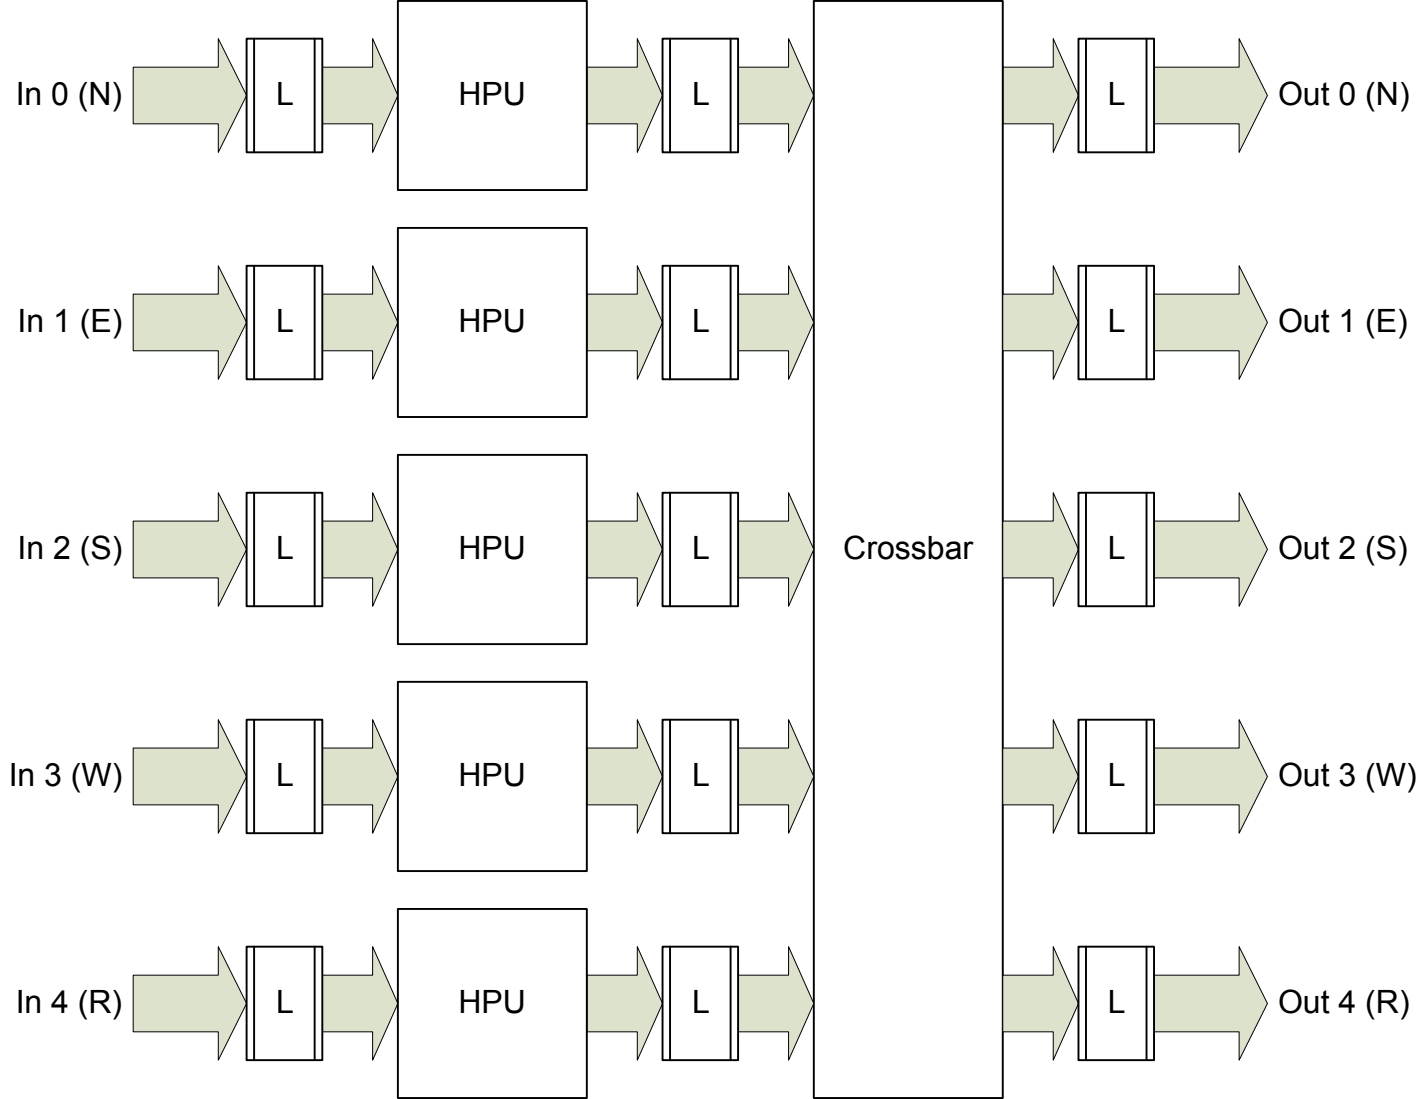 In 0 (N) L HPU L L Out 0 (N)
In 1 (E) L HPU L L Out 1 (E)
In 2 (S) L HPU L Crossbar L Out 2 (S)
In 3 (W) L HPU L L Out 3 (W)
In 4 (R) L HPU L L Out 4 (R)